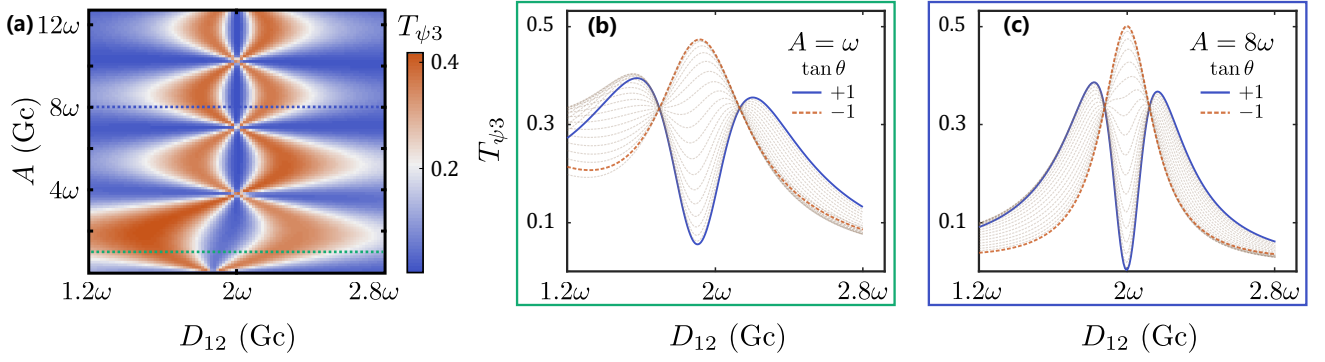 (a)
A (Gc)
12ω
8ω
4ω
1.2ω 2ω 2.8ω
D₁₂ (Gc)
Tψ3
0.4
0.2
(b)
Tψ3
0.5
0.3
0.1
A = ω
tan θ
+1
−1
1.2ω 2ω 2.8ω
D₁₂ (Gc)
(c)
0.5
0.3
0.1
A = 8ω
tan θ
+1
−1
1.2ω 2ω 2.8ω
D₁₂ (Gc)